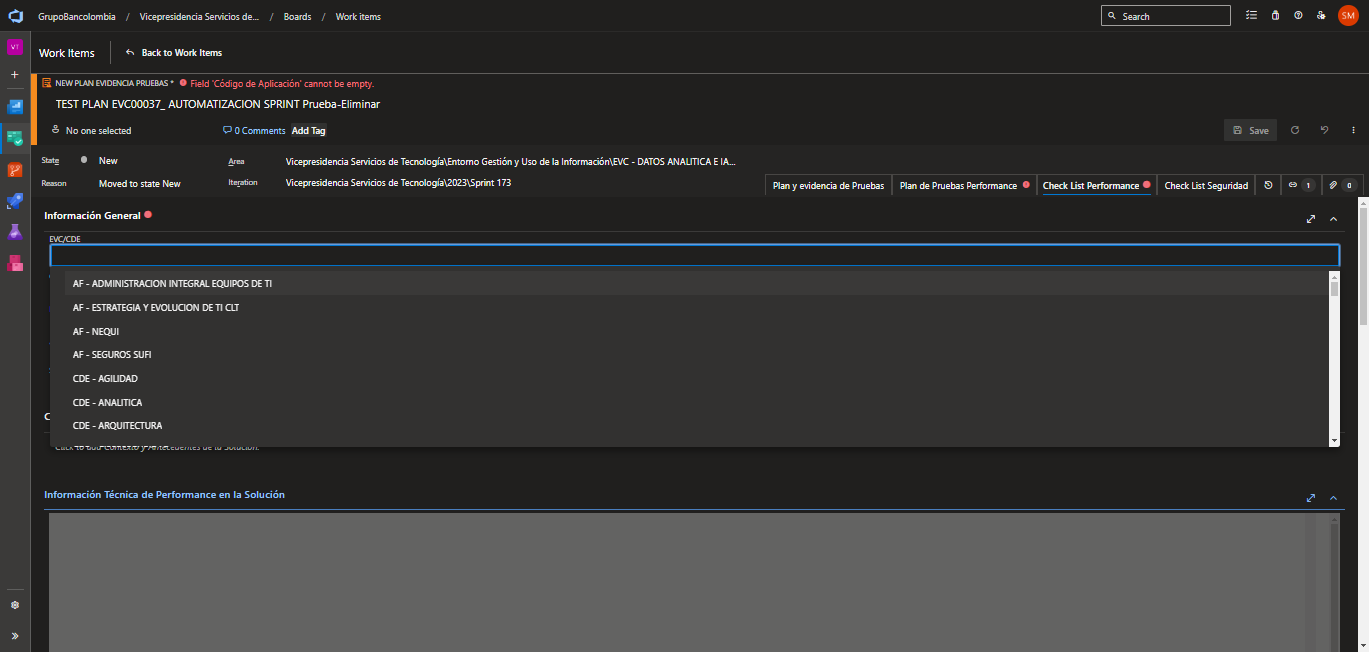 GrupoBancolombia / Vicepresidencia Servicios de... / Boards / Work items
Search
SM
VT
Work Items
Back to Work Items
NEW PLAN EVIDENCIA PRUEBAS * Field 'Código de Aplicación' cannot be empty.
TEST PLAN EVC00037_ AUTOMATIZACION SPRINT Prueba-Eliminar
No one selected
0 Comments
Add Tag
Save
State
New
Area
Vicepresidencia Servicios de Tecnología\Entorno Gestión y Uso de la Información\EVC - DATOS ANALITICA E IA...
Reason
Moved to state New
Iteration
Vicepresidencia Servicios de Tecnología\2023\Sprint 173
Plan y evidencia de Pruebas
Plan de Pruebas Performance
Check List Performance
Check List Seguridad
1
0
Información General
EVC/CDE
AF - ADMINISTRACION INTEGRAL EQUIPOS DE TI
AF - ESTRATEGIA Y EVOLUCION DE TI CLT
AF - NEQUI
AF - SEGUROS SUFI
CDE - AGILIDAD
CDE - ANALITICA
CDE - ARQUITECTURA
Click to add Contexto y Antecedentes de la Solución.
Información Técnica de Performance en la Solución